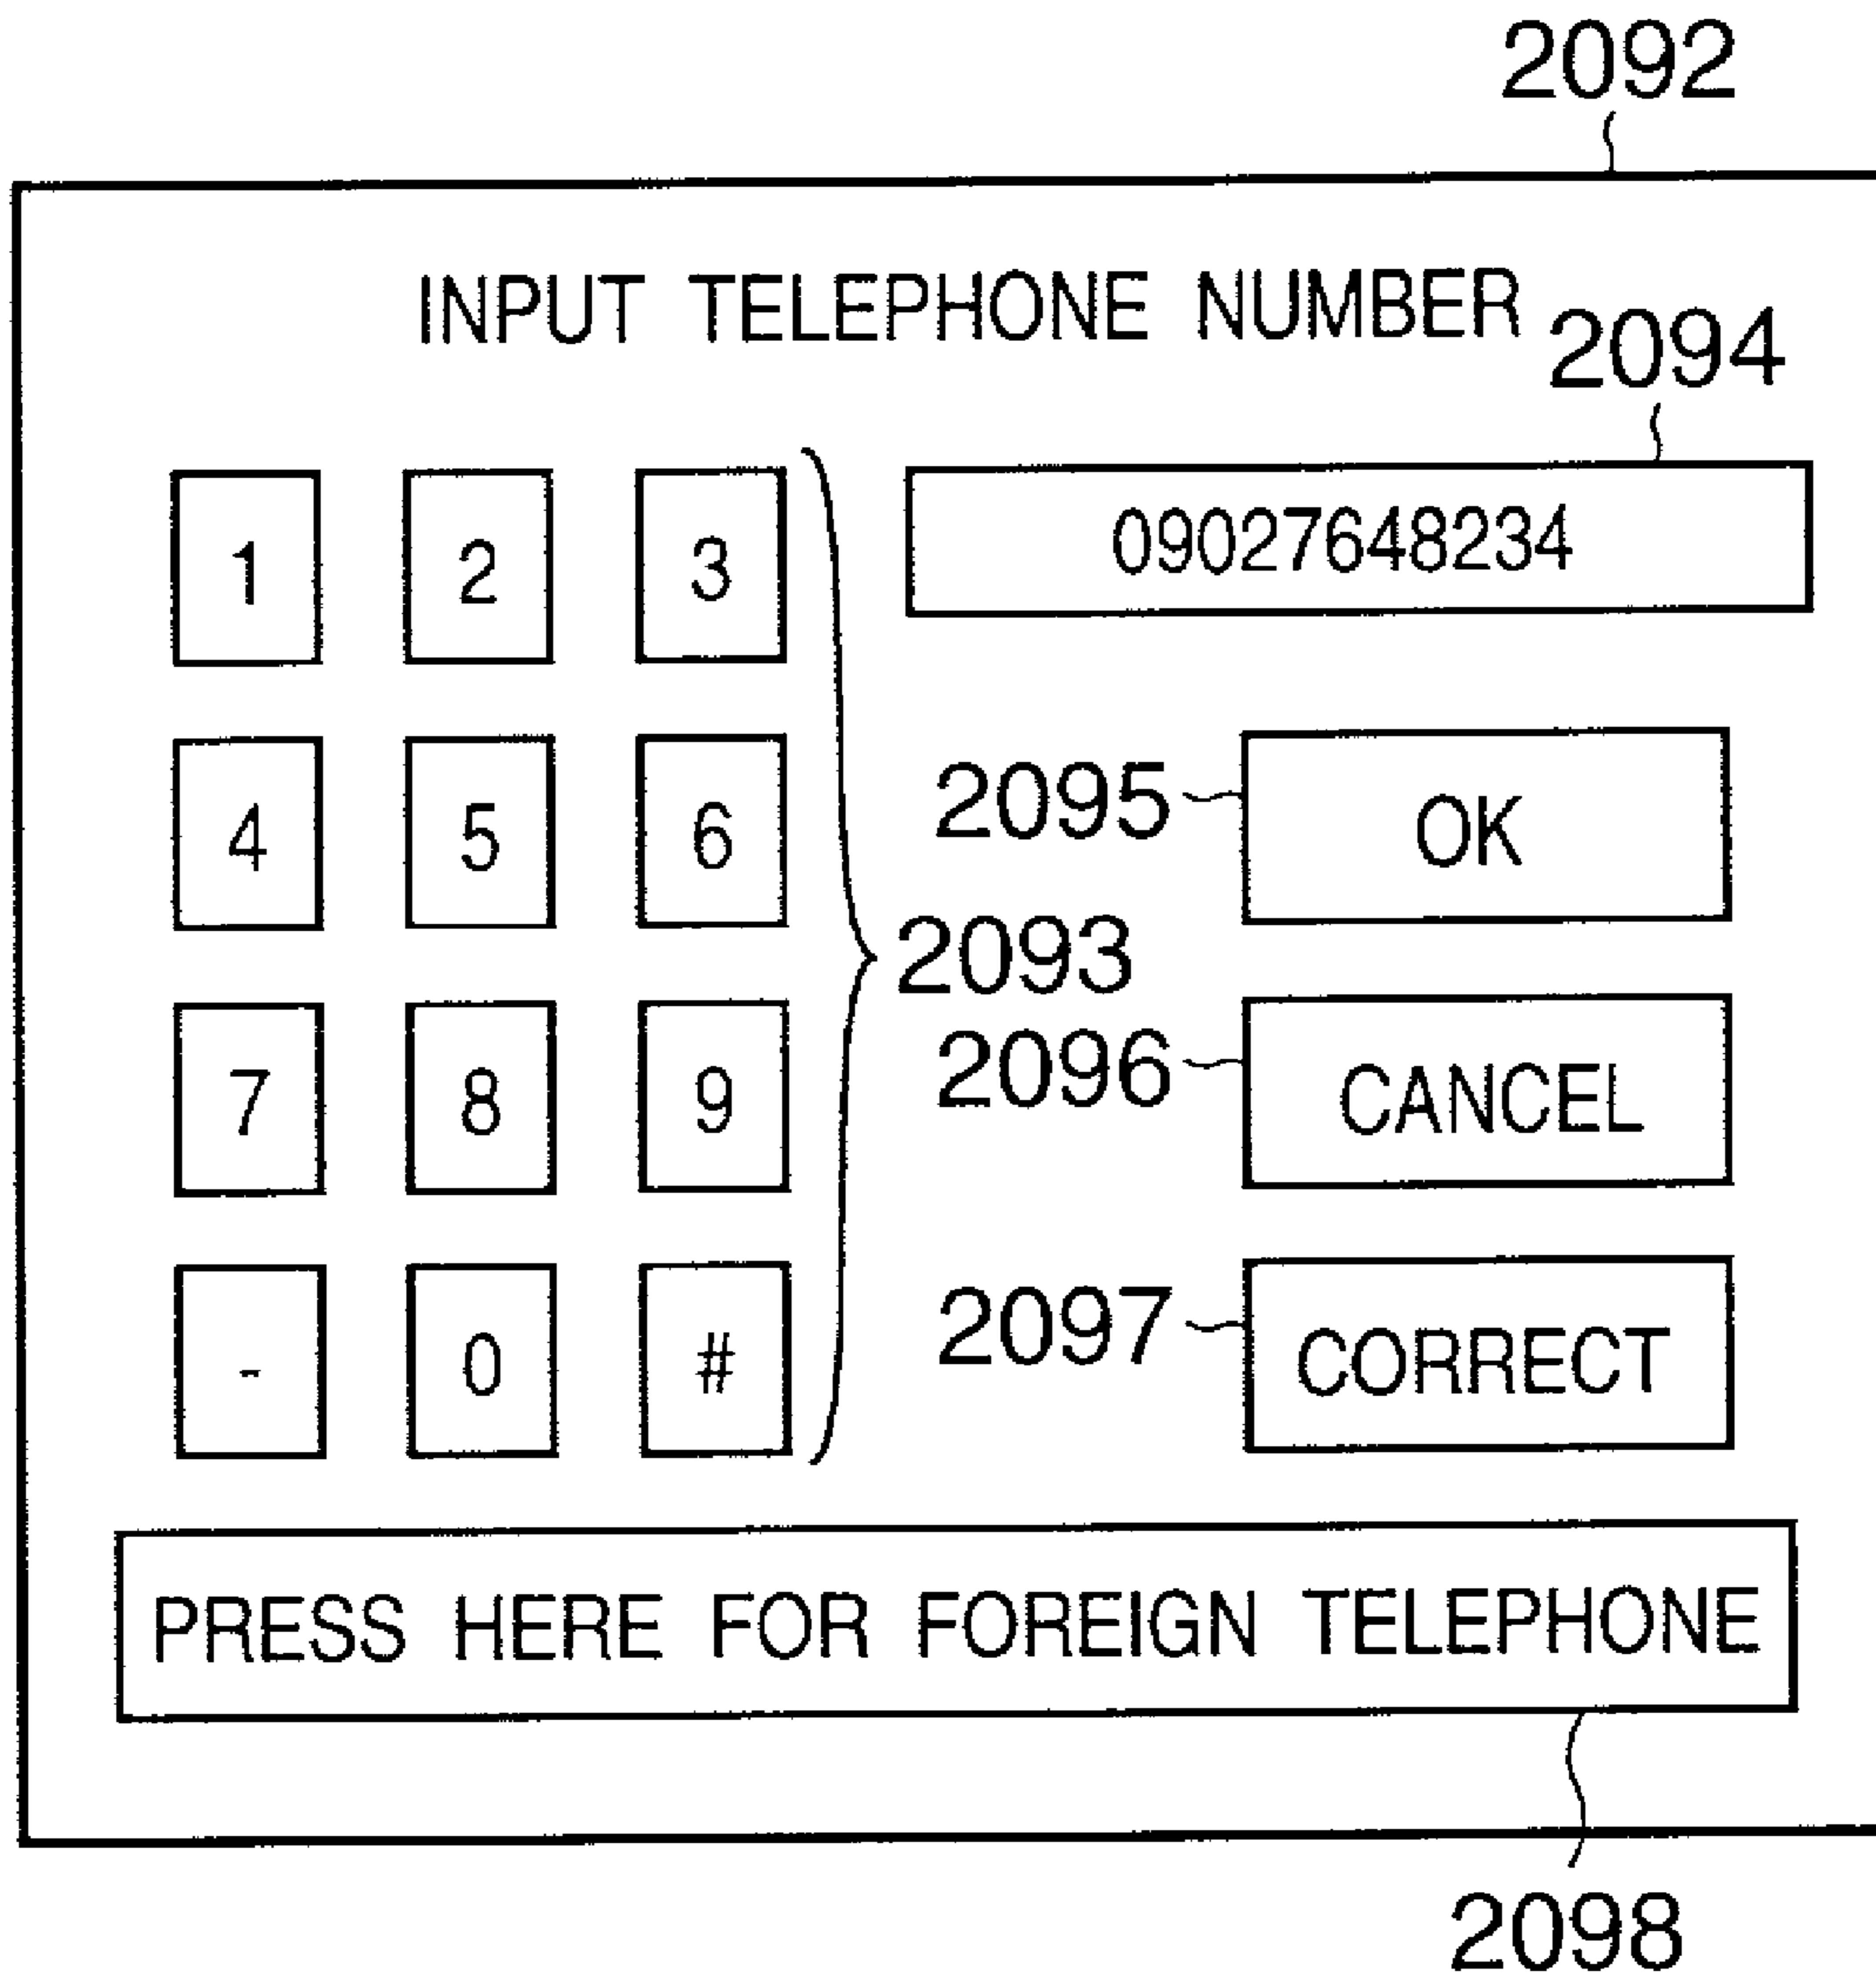 2092
INPUT TELEPHONE NUMBER
2094
1 2 3
09027648234
4 5 6
2095 OK
2093
7 8 9
2096 CANCEL
- 0 #
2097 CORRECT
PRESS HERE FOR FOREIGN TELEPHONE
2098